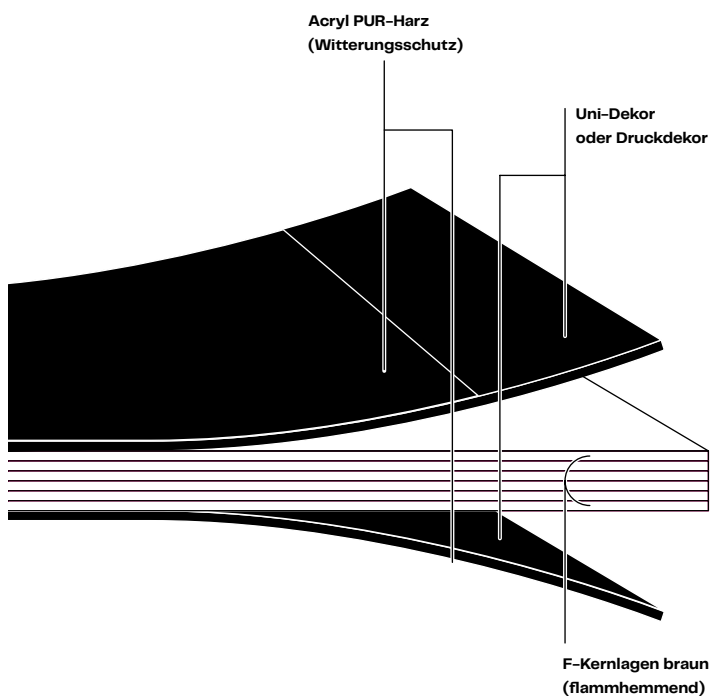 Acryl PUR-Harz
(Witterungsschutz)
Uni-Dekor
oder Druckdekor
F-Kernlagen braun
(flammhemmend)